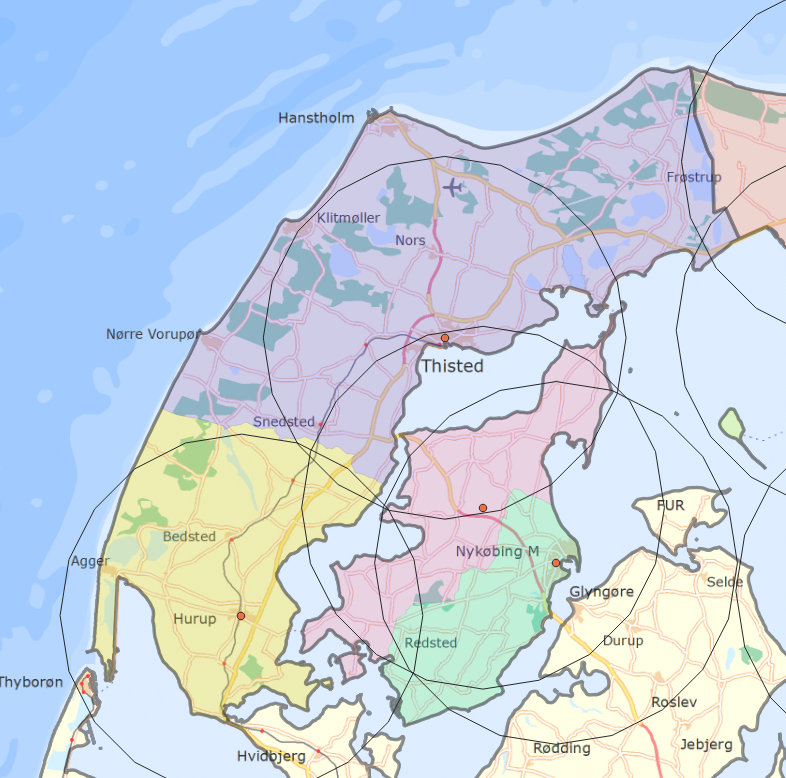 Hanstholm
Frøstrup
Klitmøller
Nors
Nørre Vorupør
Thisted
Snedsted
FUR
Bedsted
Nykøbing M
Agger
Selde
Glyngøre
Hurup
Redsted
Durup
Thyborøn
Roslev
Rødding
Jebjerg
Hvidbjerg